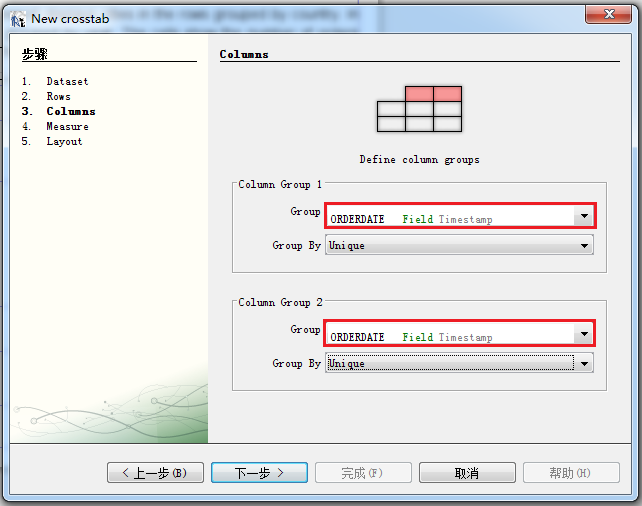 New crosstab
步骤
1. Dataset
2. Rows
3. Columns
4. Measure
5. Layout
Columns
Define column groups
Column Group 1
Group ORDERDATE Field Timestamp
Group By Unique
Column Group 2
Group ORDERDATE Field Timestamp
Group By Unique
< 上一步(B) 下一步 > 完成(F) 取消 帮助(H)